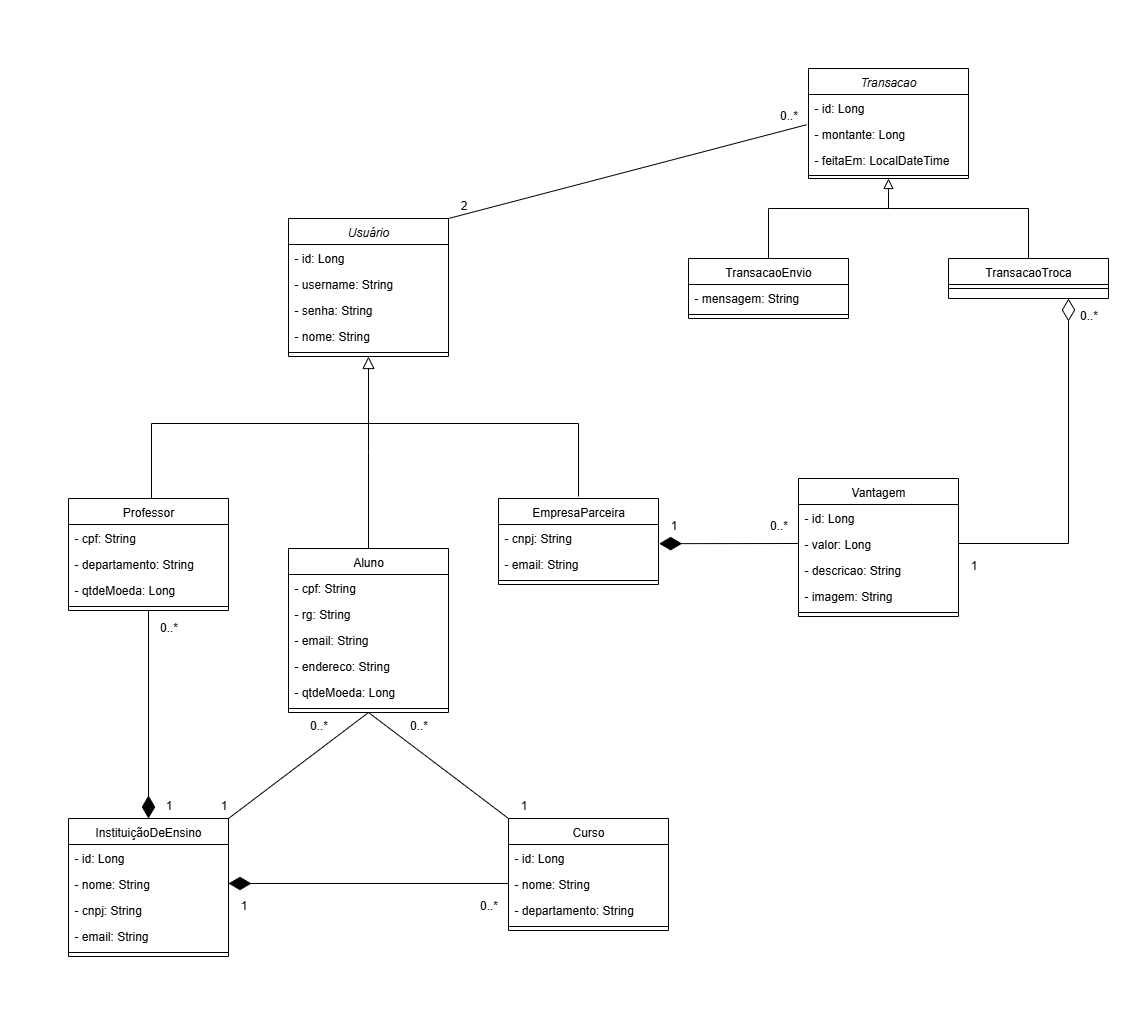 Transacao
- id: Long
- montante: Long
- feitaEm: LocalDateTime
0..*
2
Usuário
- id: Long
- username: String
- senha: String
- nome: String
TransacaoEnvio
- mensagem: String
TransacaoTroca
0..*
Professor
- cpf: String
- departamento: String
- qtdeMoeda: Long
0..*
Aluno
- cpf: String
- rg: String
- email: String
- endereco: String
- qtdeMoeda: Long
0..*
0..*
EmpresaParceira
- cnpj: String
- email: String
1
0..*
Vantagem
- id: Long
- valor: Long
- descricao: String
- imagem: String
1
1
1
1
InstituiçãoDeEnsino
- id: Long
- nome: String
- cnpj: String
- email: String
1
0..*
Curso
- id: Long
- nome: String
- departamento: String